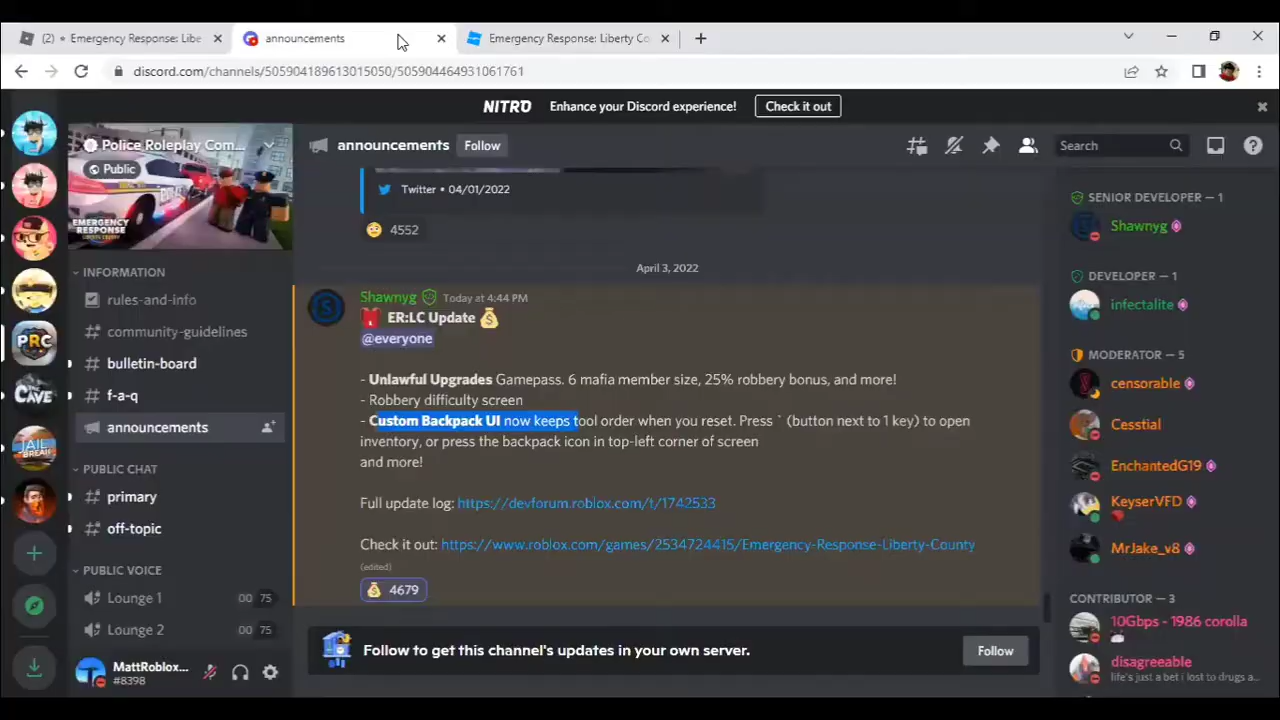 (2) • Emergency Response: Libe
announcements
Emergency Response: Liberty Co
discord.com/channels/505904189613015050/505904464931061761
NITRO
Enhance your Discord experience!
Check it out
Police Roleplay Com...
Public
EMERGENCY
RESPONSE
announcements
Follow
Search
Twitter • 04/01/2022
4552
April 3, 2022
INFORMATION
rules-and-info
community-guidelines
bulletin-board
f-a-q
announcements
PUBLIC CHAT
primary
off-topic
PUBLIC VOICE
Lounge 1
00 75
Lounge 2
00 75
MattRoblox...
#8398
PRC
THE CAVE
JAIL BREAK
Shawnyg
Today at 4:44 PM
ER:LC Update
@everyone
- Unlawful Upgrades Gamepass. 6 mafia member size, 25% robbery bonus, and more!
- Robbery difficulty screen
- Custom Backpack UI now keeps tool order when you reset. Press ` (button next to 1 key) to open
inventory, or press the backpack icon in top-left corner of screen
and more!
Full update log: https://devforum.roblox.com/t/1742533
Check it out: https://www.roblox.com/games/2534724415/Emergency-Response-Liberty-County
(edited)
4679
Follow to get this channel's updates in your own server.
Follow
SENIOR DEVELOPER — 1
Shawnyg
DEVELOPER — 1
infectalite
MODERATOR — 5
censorable
Cesstial
EnchantedG19
KeyserVFD
MrJake_v8
CONTRIBUTOR — 3
10Gbps - 1986 corolla
disagreeable
life's just a bet i lost to drugs a...